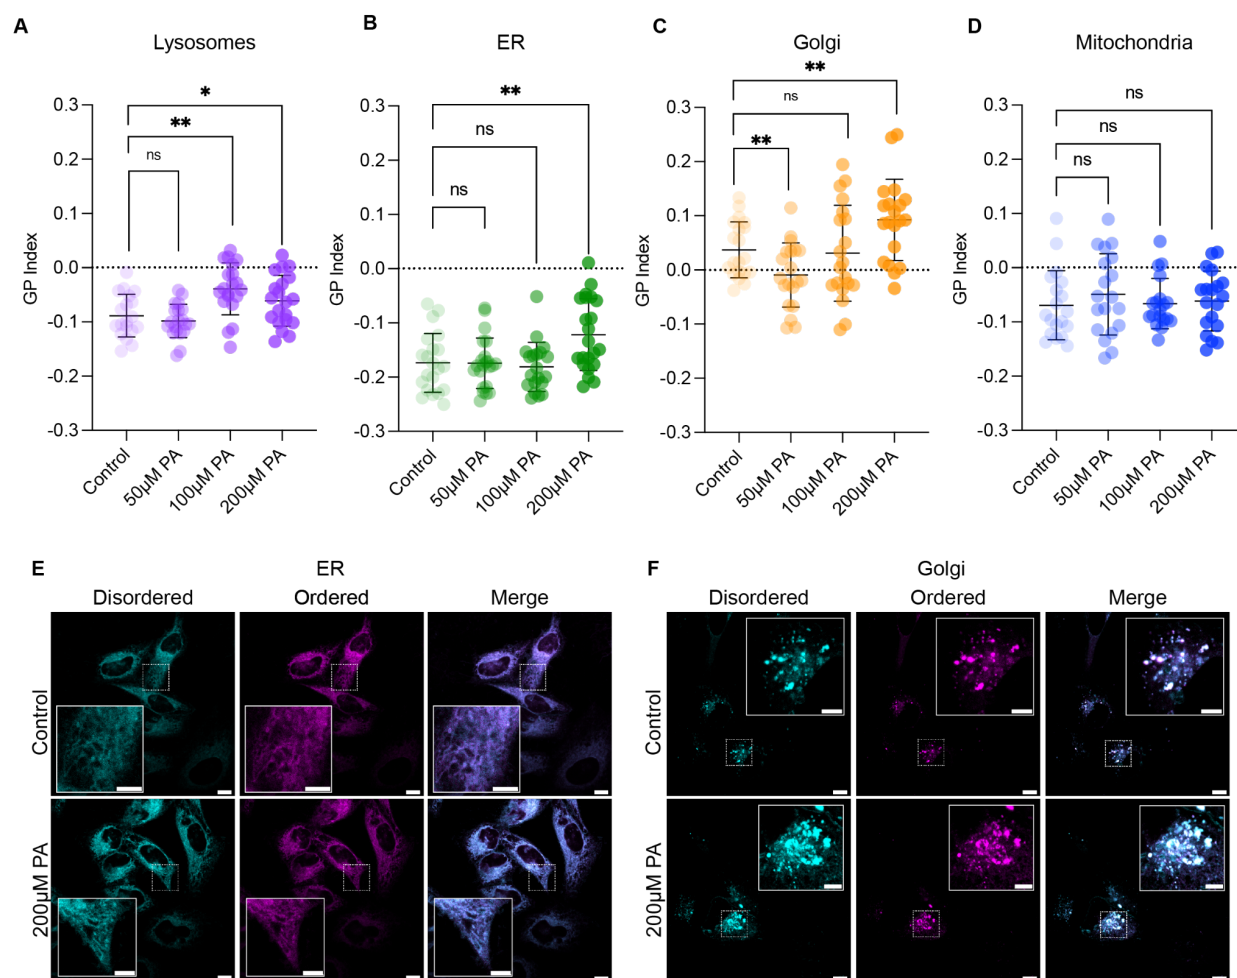 A
Lysosomes
GP Index
0.3
0.2
0.1
0.0
-0.1
-0.2
-0.3
*
**
ns
Control
50µM PA
100µM PA
200µM PA
B
ER
GP Index
0.3
0.2
0.1
0.0
-0.1
-0.2
-0.3
**
ns
ns
Control
50µM PA
100µM PA
200µM PA
C
Golgi
GP Index
0.3
0.2
0.1
0.0
-0.1
-0.2
-0.3
**
ns
**
Control
50µM PA
100µM PA
200µM PA
D
Mitochondria
GP Index
0.3
0.2
0.1
0.0
-0.1
-0.2
-0.3
ns
ns
ns
Control
50µM PA
100µM PA
200µM PA
E
ER
Disordered
Ordered
Merge
Control
200µM PA
F
Golgi
Disordered
Ordered
Merge
Control
200µM PA